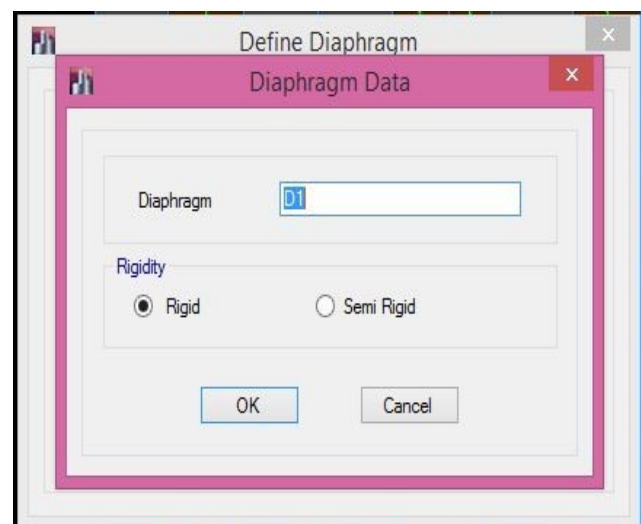 Define Diaphragm
x
Diaphragm Data
x
Diaphragm
D1
Rigidity
Rigid
Semi Rigid
OK
Cancel